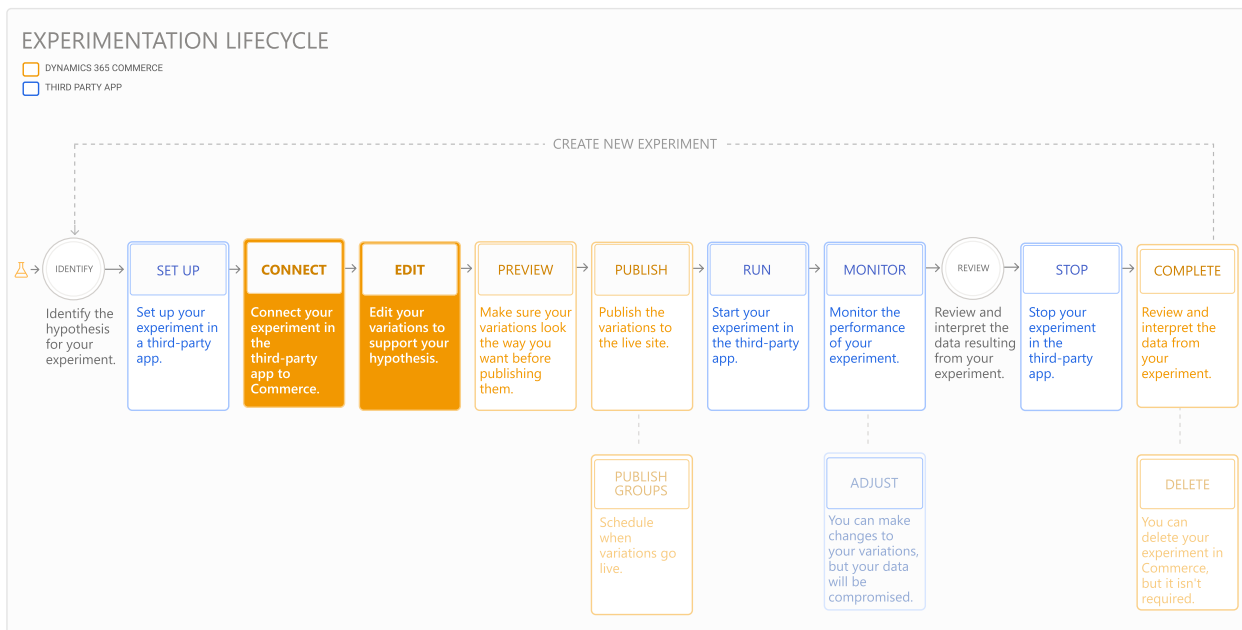 EXPERIMENTATION LIFECYCLE
DYNAMICS 365 COMMERCE
THIRD PARTY APP
CREATE NEW EXPERIMENT
IDENTIFY
Identify the
hypothesis
for your
experiment.
SET UP
Set up your
experiment in
a third-party
app.
CONNECT
Connect your
experiment in
the
third-party
app to
Commerce.
EDIT
Edit your
variations to
support your
hypothesis.
PREVIEW
Make sure your
variations look
the way you
want before
publishing
them.
PUBLISH
Publish the
variations to
the live site.
RUN
Start your
experiment in
the third-party
app.
MONITOR
Monitor the
performance
of your
experiment.
REVIEW
Review and
interpret the
data resulting
from your
experiment.
STOP
Stop your
experiment
in the
third-party
app.
COMPLETE
Review and
interpret the
data from
your
experiment.
PUBLISH
GROUPS
Schedule
when
variations go
live.
ADJUST
You can make
changes to
your variations,
but your data
will be
compromised.
DELETE
You can
delete your
experiment in
Commerce,
but it isn't
required.